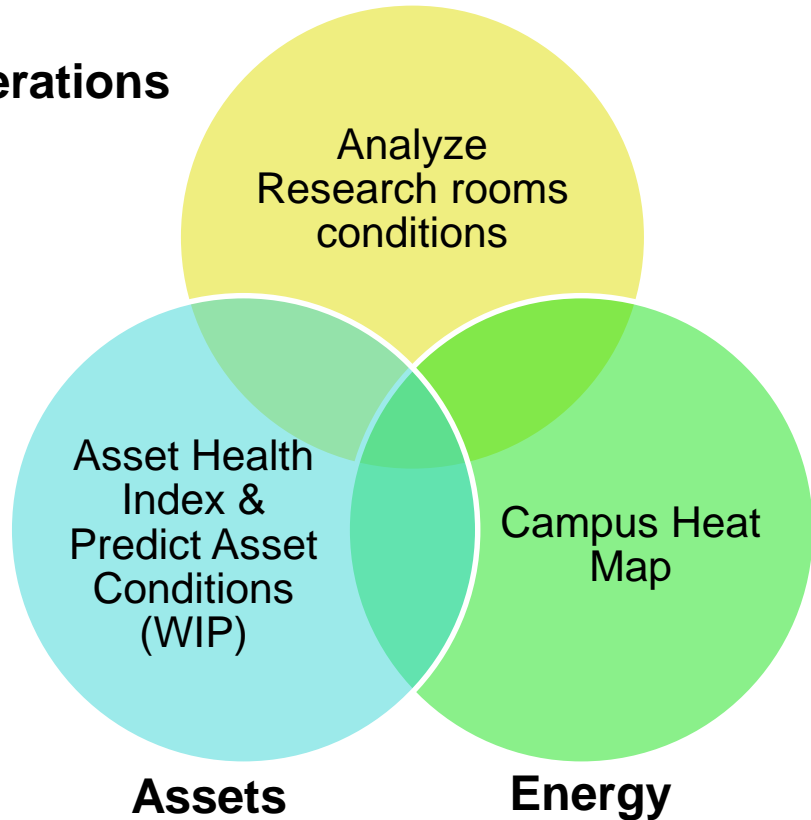 erations
Analyze
Research rooms
conditions
Asset Health
Index &
Predict Asset
Conditions
(WIP)
Campus Heat
Map
Assets
Energy